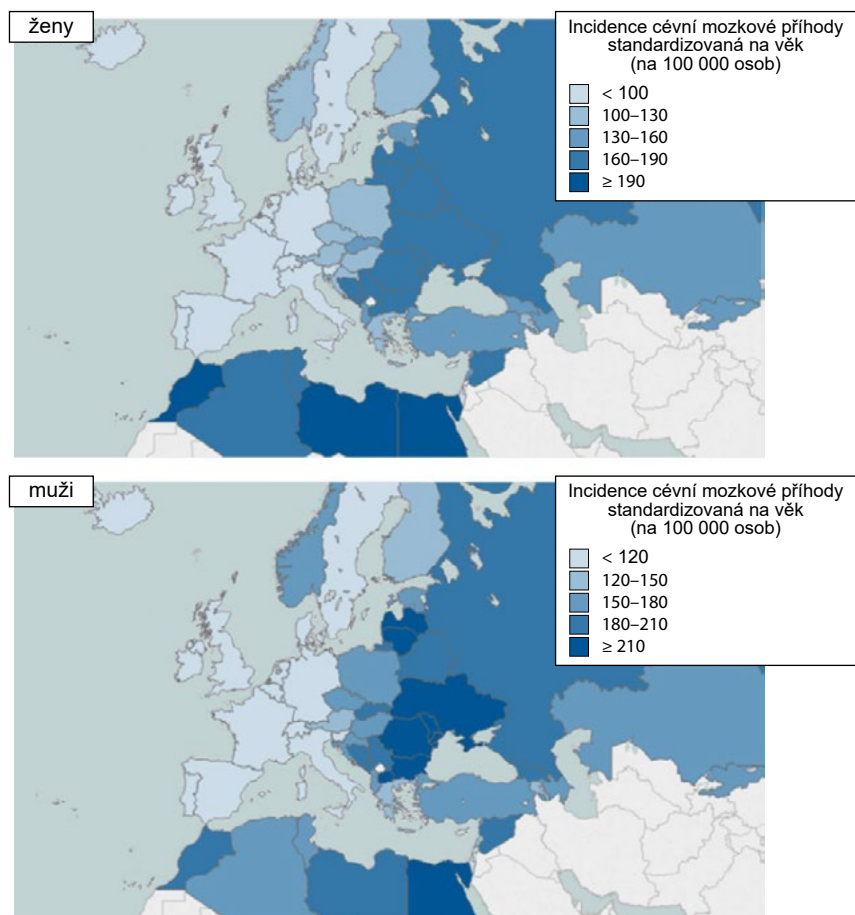 ženy
Incidence cévní mozkové příhody
standardizovaná na věk
(na 100 000 osob)
< 100
100–130
130–160
160–190
≥ 190
muži
Incidence cévní mozkové příhody
standardizovaná na věk
(na 100 000 osob)
< 120
120–150
150–180
180–210
≥ 210